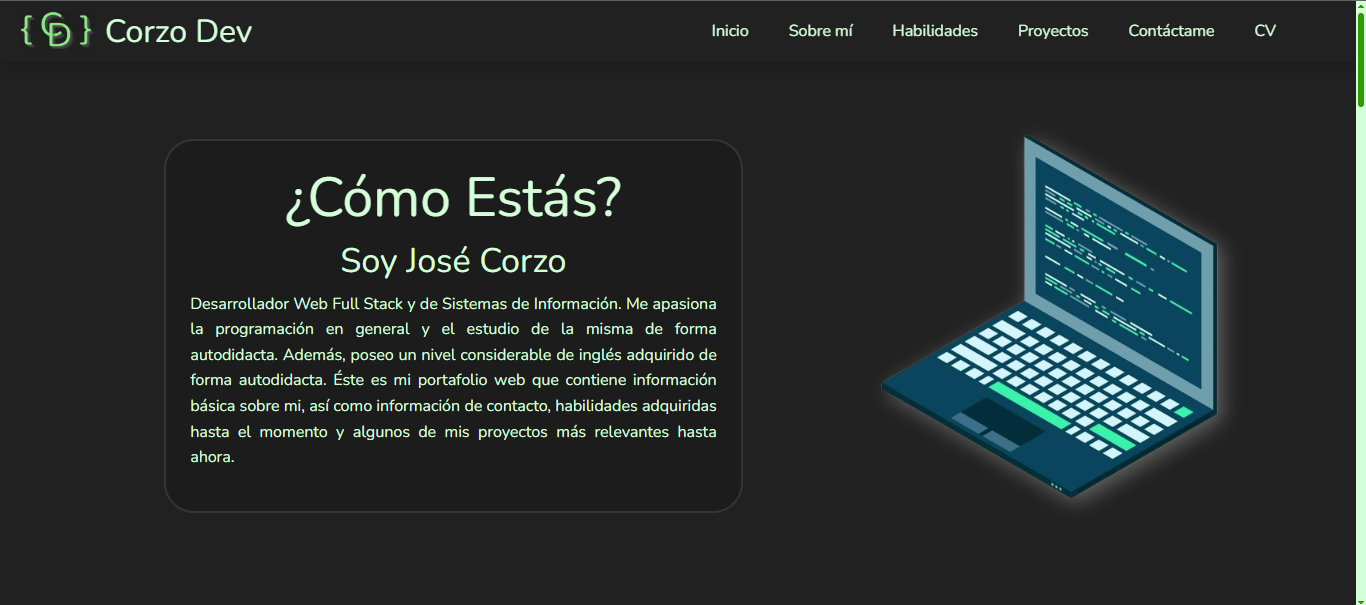 { CD } Corzo Dev
Inicio Sobre mí Habilidades Proyectos Contáctame CV
¿Cómo Estás?
Soy José Corzo
Desarrollador Web Full Stack y de Sistemas de Información. Me apasiona
la programación en general y el estudio de la misma de forma
autodidacta. Además, poseo un nivel considerable de inglés adquirido de
forma autodidacta. Éste es mi portafolio web que contiene información
básica sobre mi, así como información de contacto, habilidades adquiridas
hasta el momento y algunos de mis proyectos más relevantes hasta
ahora.